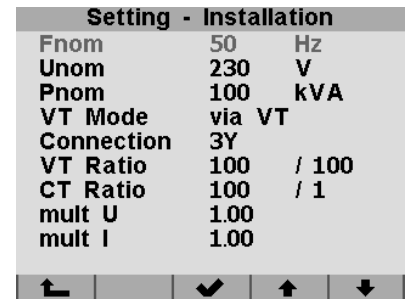 Setting - Installation
Fnom 50 Hz
Unom 230 V
Pnom 100 kVA
VT Mode via VT
Connection 3Y
VT Ratio 100 / 100
CT Ratio 100 / 1
mult U 1.00
mult I 1.00